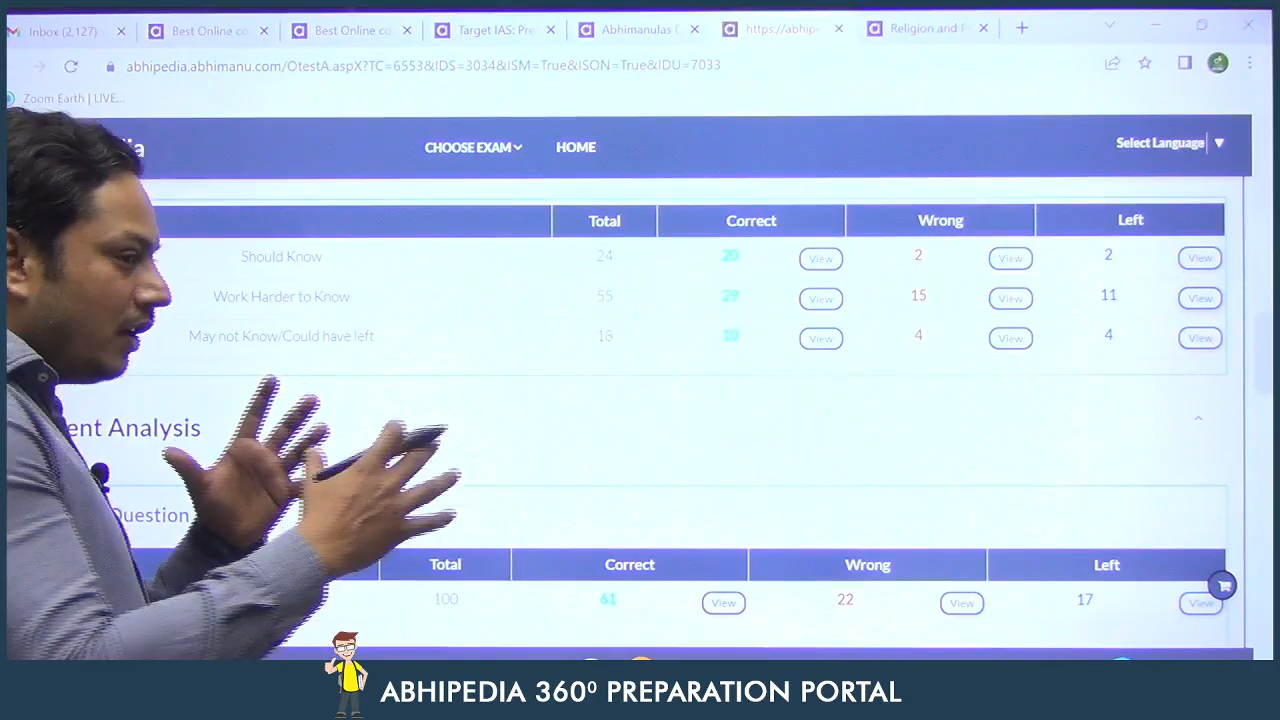 Inbox (2,127)
Best Online co
Best Online co
Target IAS: Pre
Abhimanulas (
https://abhip
Religion and P
abhipedia.abhimanu.com/OtestA.aspX?TC=6553&IDS=3034&ISM=True&ISON=True&IDU=7033
Zoom Earth | LIVE...
ia
CHOOSE EXAM
HOME
Select Language
Total Correct Wrong Left
Should Know 24 20 View 2 View 2 View
Work Harder to Know 55 29 View 15 View 11 View
May not Know/Could have left 18 10 View 4 View 4 View
ent Analysis
Question
Total Correct Wrong Left
100 61 View 22 View 17 View
ABHIPEDIA 360⁰ PREPARATION PORTAL